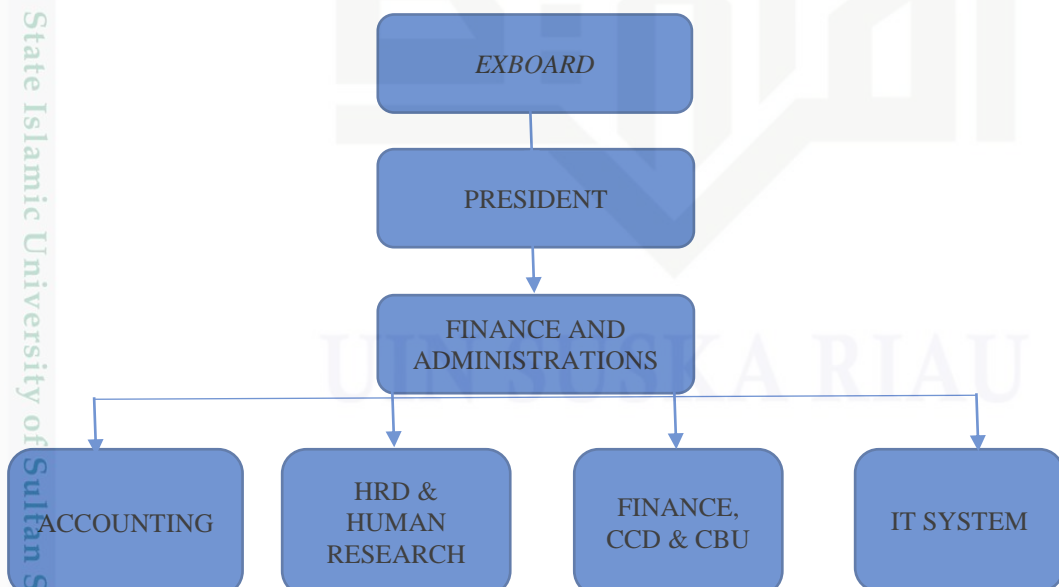 EXBOARD
PRESIDENT
FINANCE AND
ADMINISTRATIONS
ACCOUNTING
HRD &
HUMAN
RESEARCH
FINANCE,
CCD & CBU
IT SYSTEM
State Islamic University of Sultan S
UIN SUSKA RIAU